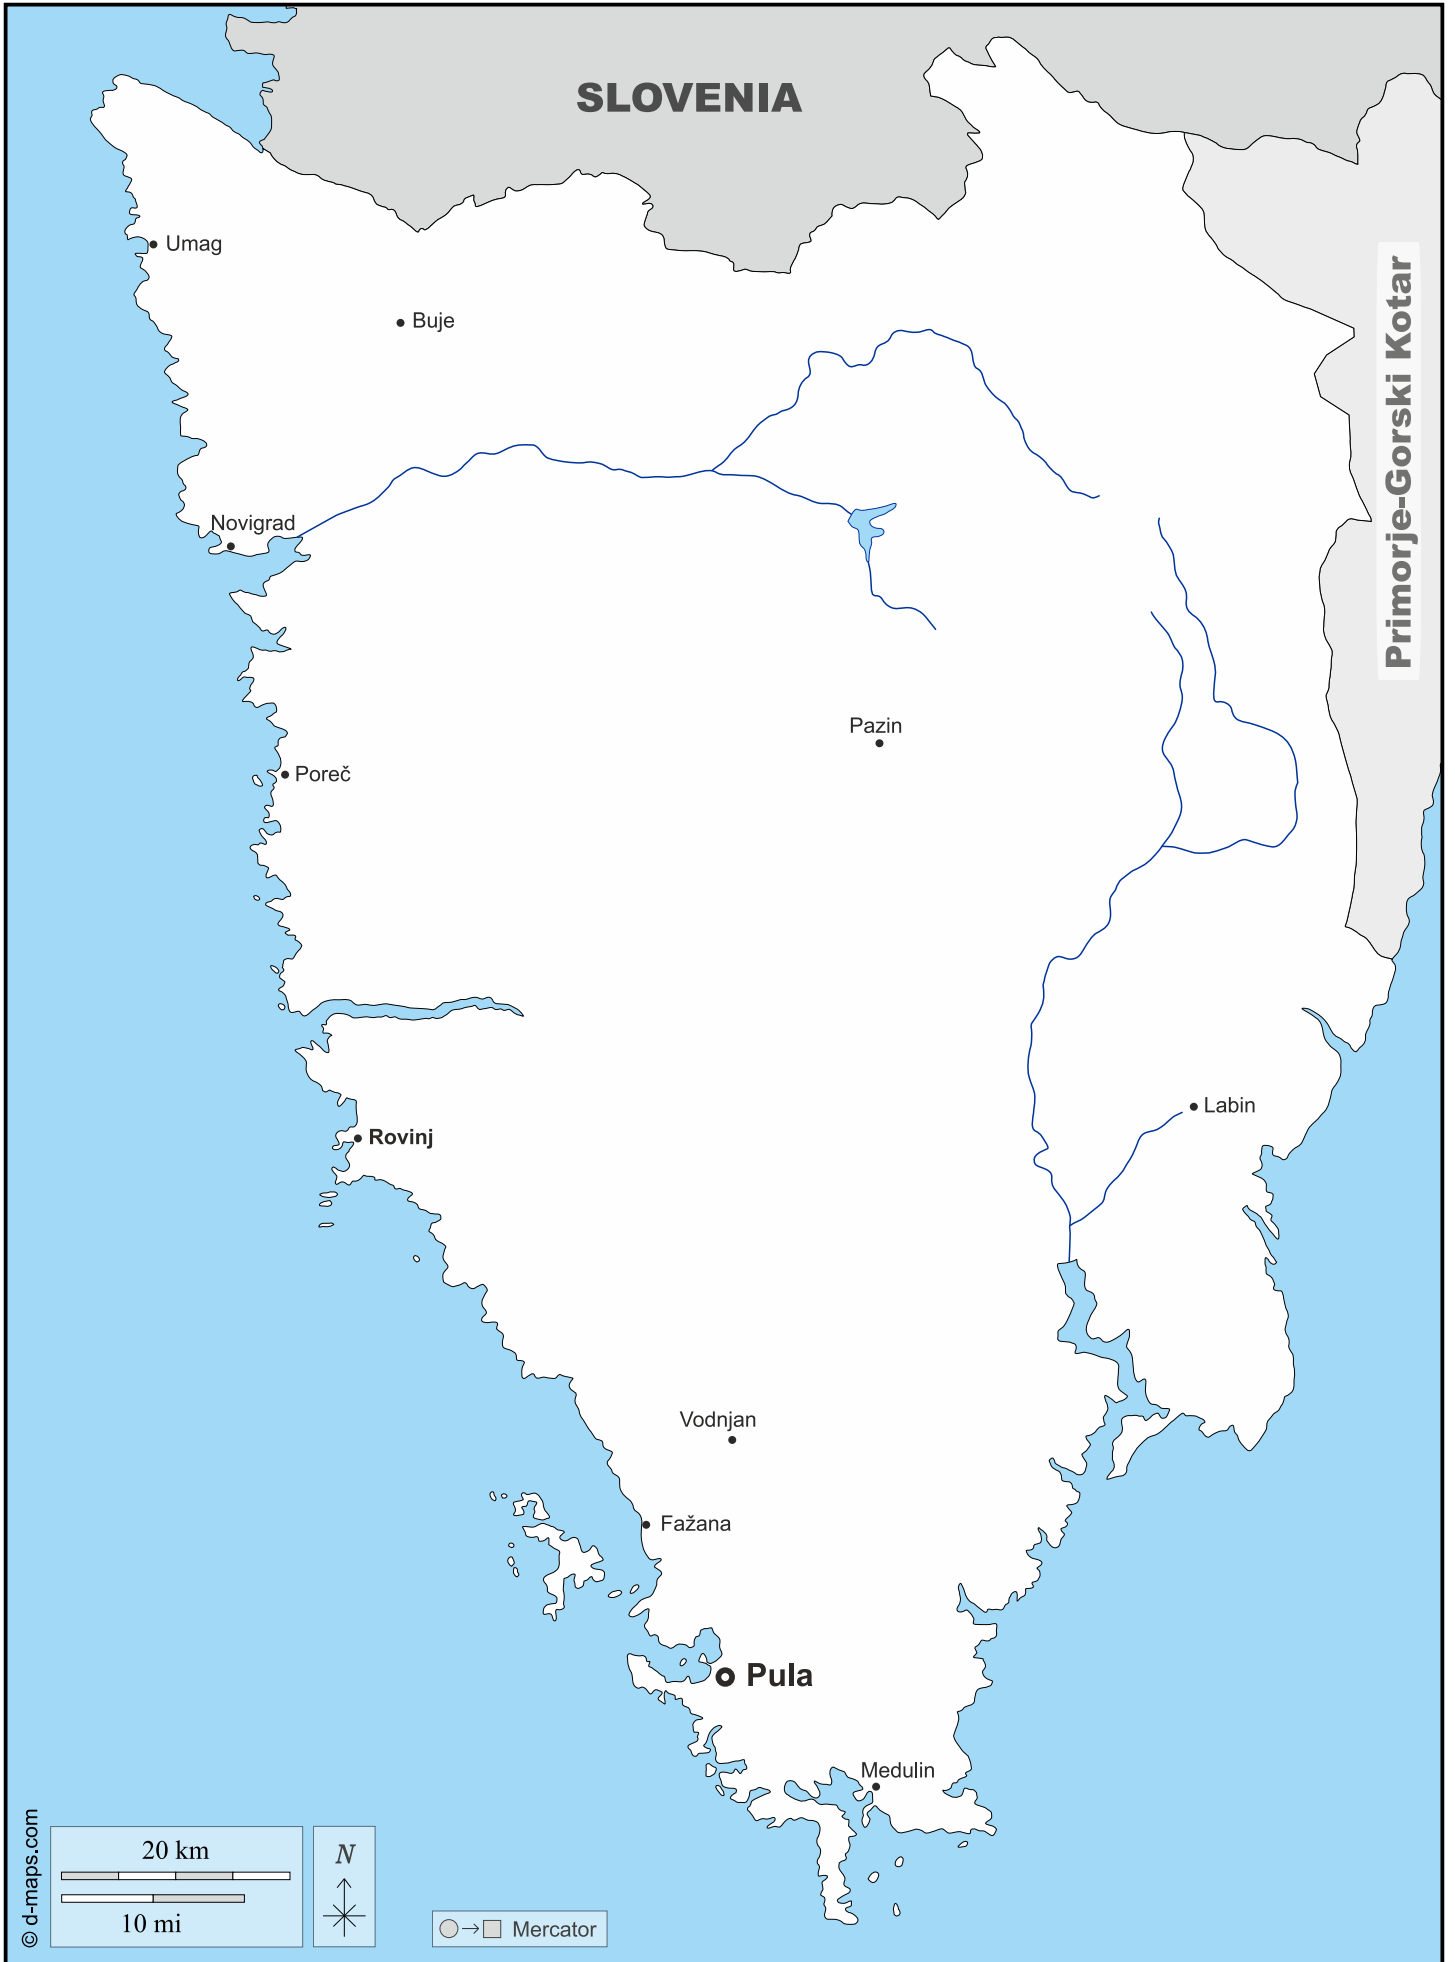 SLOVENIA
Umag
Buje
Primorje-Gorski Kotar
Novigrad
Pazin
Poreč
Labin
Rovinj
Vodnjan
Fažana
Pula
Medulin
© d-maps.com
20 km
10 mi
N
Mercator